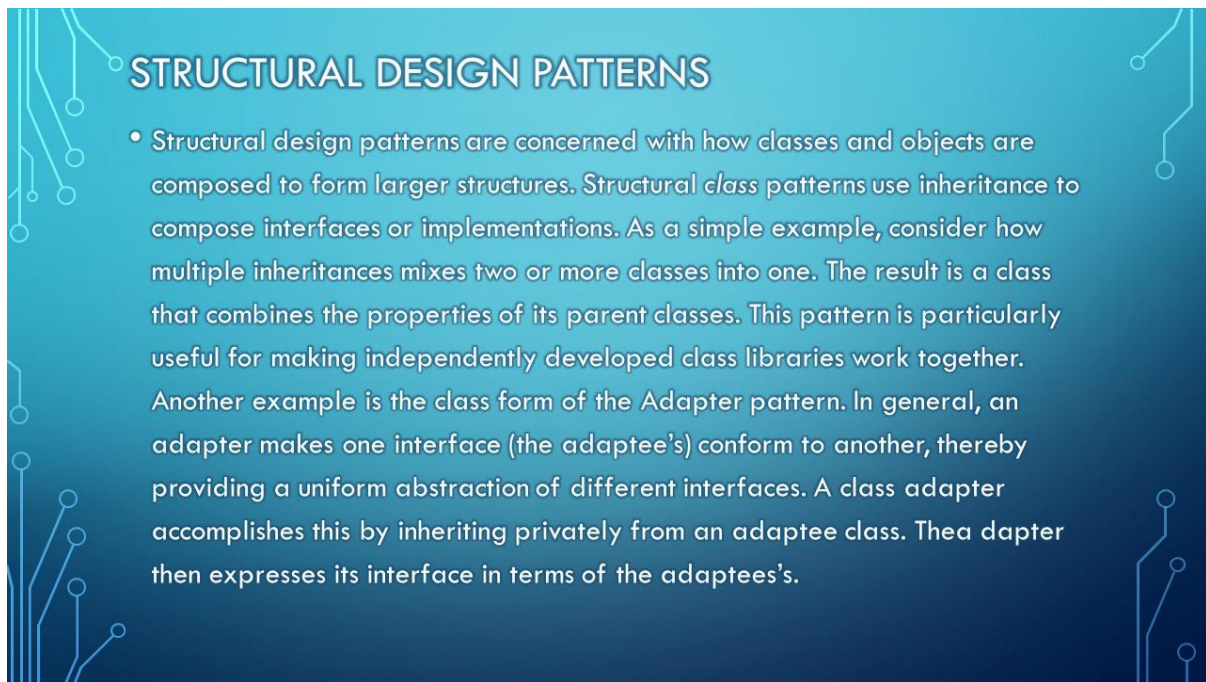 STRUCTURAL DESIGN PATTERNS
• Structural design patterns are concerned with how classes and objects are
composed to form larger structures. Structural class patterns use inheritance to
compose interfaces or implementations. As a simple example, consider how
multiple inheritances mixes two or more classes into one. The result is a class
that combines the properties of its parent classes. This pattern is particularly
useful for making independently developed class libraries work together.
Another example is the class form of the Adapter pattern. In general, an
adapter makes one interface (the adaptee’s) conform to another, thereby
providing a uniform abstraction of different interfaces. A class adapter
accomplishes this by inheriting privately from an adaptee class. Thea dapter
then expresses its interface in terms of the adaptees’s.